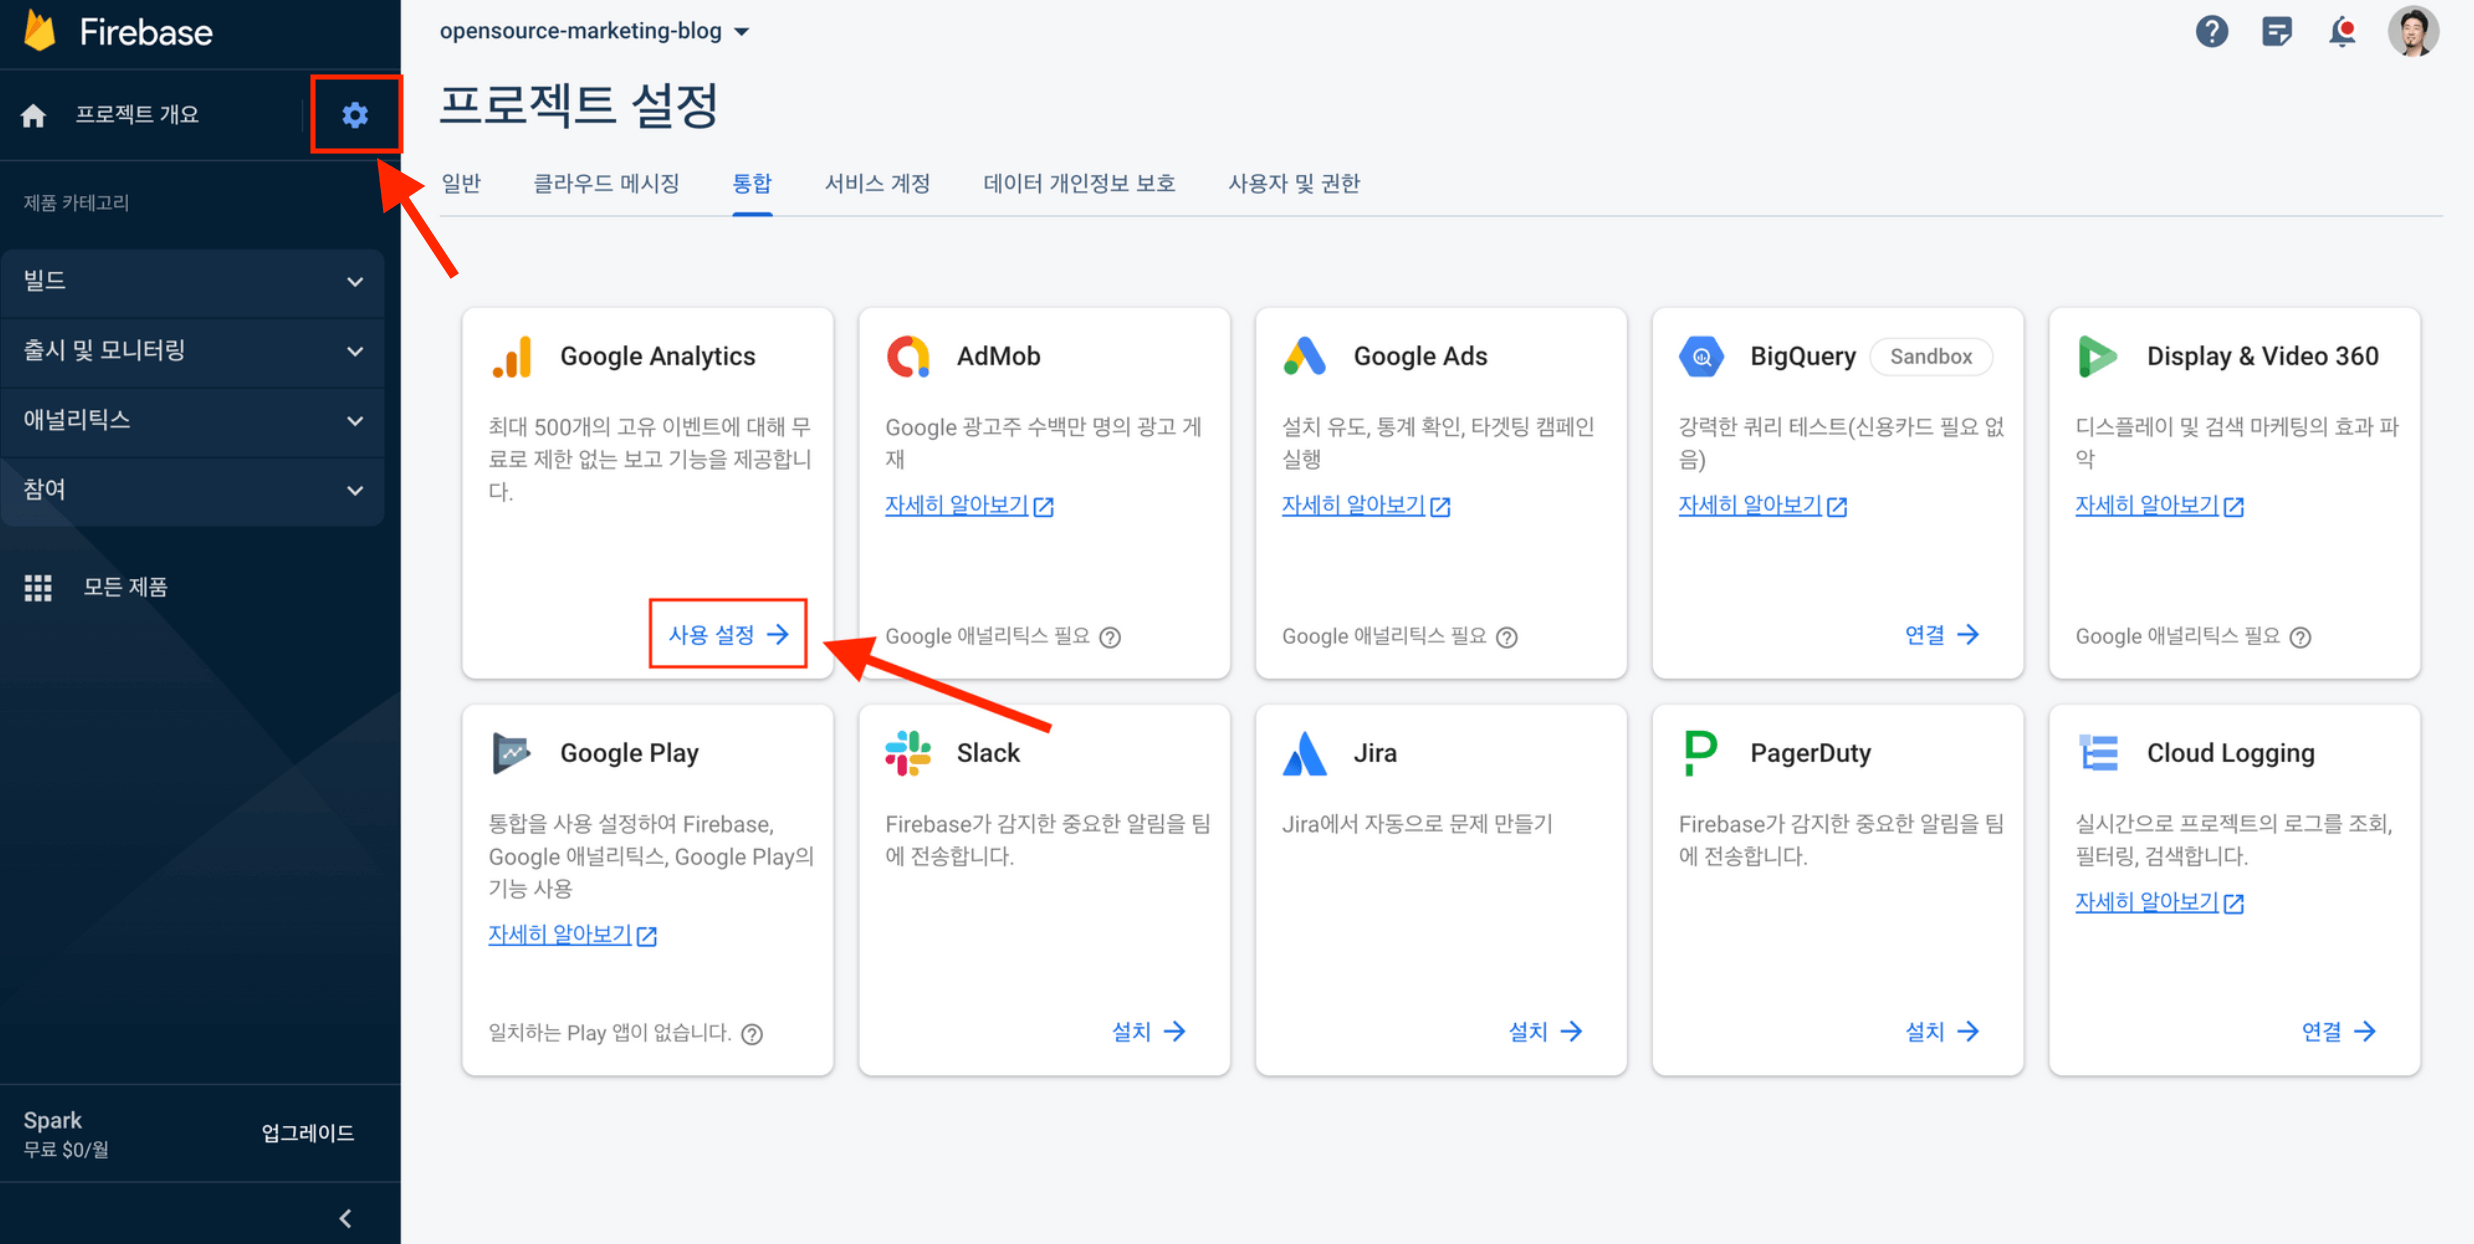 Firebase
프로젝트 개요
제품 카테고리
빌드
출시 및 모니터링
애널리틱스
참여
모든 제품
Spark
무료 $0/월
업그레이드
opensource-marketing-blog
프로젝트 설정
일반
클라우드 메시징
통합
서비스 계정
데이터 개인정보 보호
사용자 및 권한
Google Analytics
최대 500개의 고유 이벤트에 대해 무
료로 제한 없는 보고 기능을 제공합니
다.
사용 설정
AdMob
Google 광고주 수백만 명의 광고 게
재
자세히 알아보기
Google 애널리틱스 필요
Google Ads
설치 유도, 통계 확인, 타겟팅 캠페인
실행
자세히 알아보기
Google 애널리틱스 필요
BigQuery
Sandbox
강력한 쿼리 테스트(신용카드 필요 없
음)
자세히 알아보기
연결
Display & Video 360
디스플레이 및 검색 마케팅의 효과 파
악
자세히 알아보기
Google 애널리틱스 필요
Google Play
통합을 사용 설정하여 Firebase,
Google 애널리틱스, Google Play의
기능 사용
자세히 알아보기
일치하는 Play 앱이 없습니다.
Slack
Firebase가 감지한 중요한 알림을 팀
에 전송합니다.
설치
Jira
Jira에서 자동으로 문제 만들기
설치
PagerDuty
Firebase가 감지한 중요한 알림을 팀
에 전송합니다.
설치
Cloud Logging
실시간으로 프로젝트의 로그를 조회,
필터링, 검색합니다.
자세히 알아보기
연결